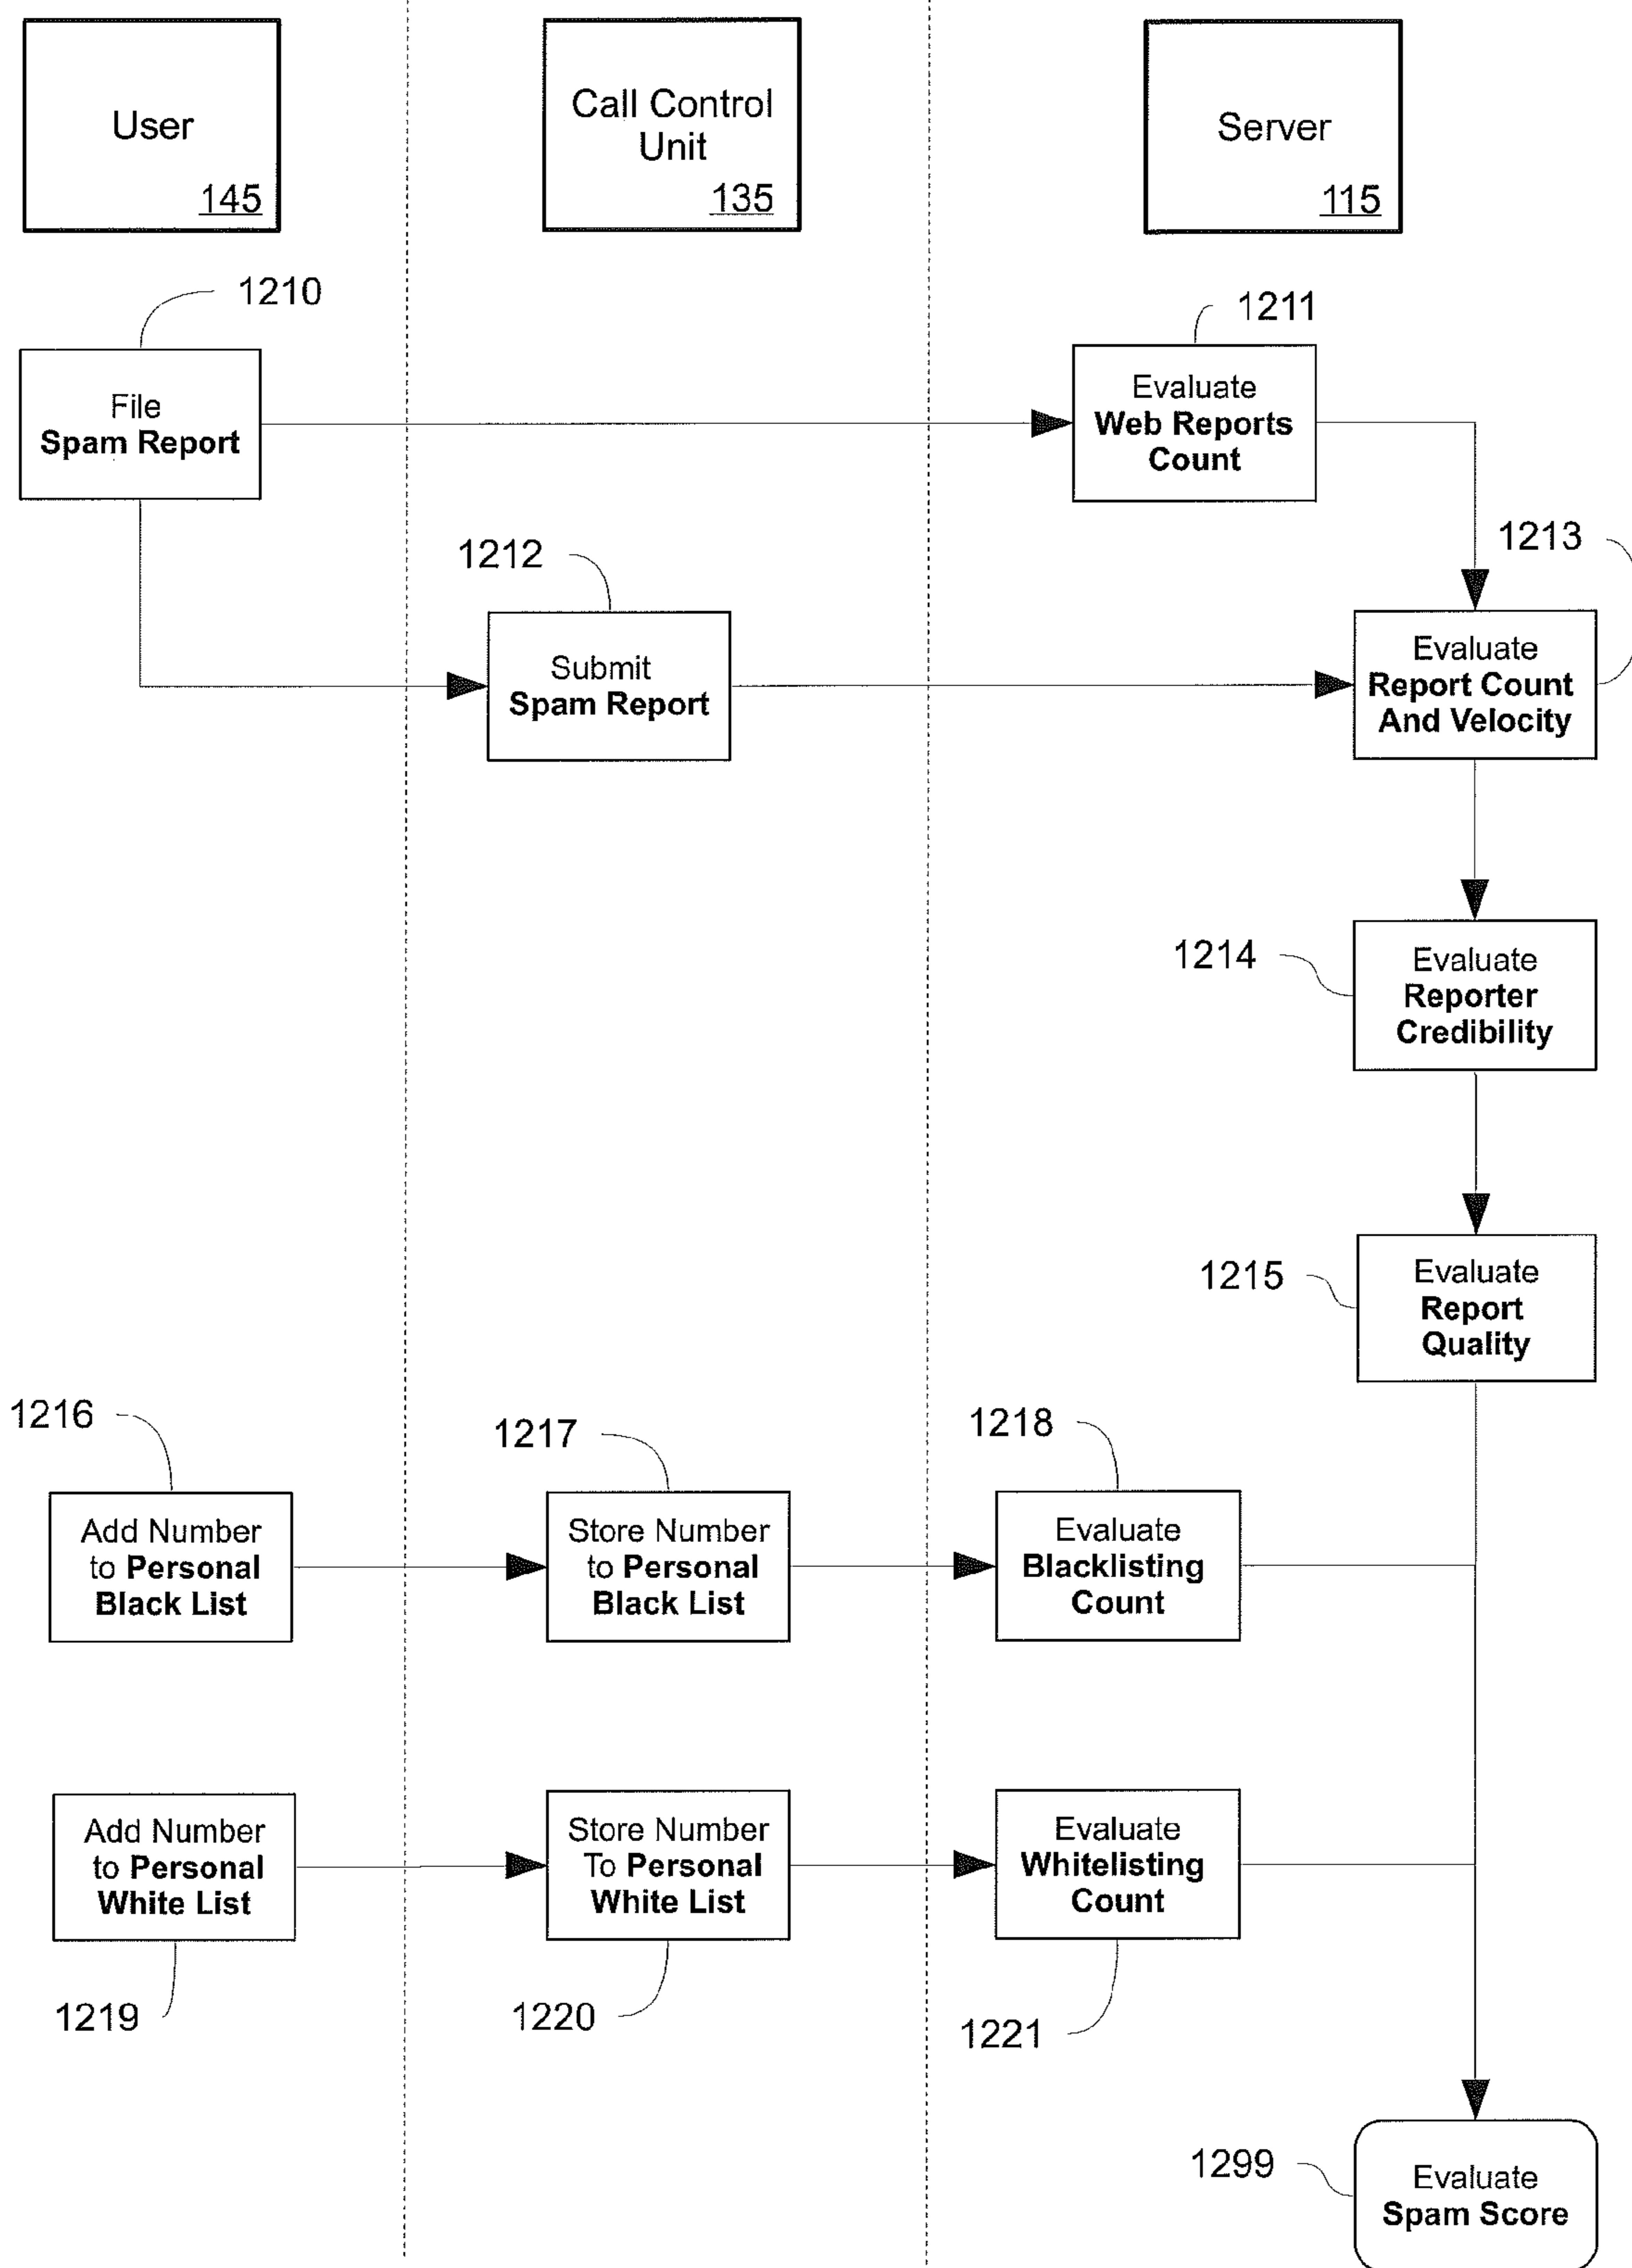 User
145
Call Control
Unit
135
Server
115
1210
1211
File
Spam Report
Evaluate
Web Reports
Count
1212
1213
Submit
Spam Report
Evaluate
Report Count
And Velocity
1214
Evaluate
Reporter
Credibility
1215
Evaluate
Report
Quality
1216
1217
1218
Add Number
to Personal
Black List
Store Number
to Personal
Black List
Evaluate
Blacklisting
Count
Add Number
to Personal
White List
Store Number
To Personal
White List
Evaluate
Whitelisting
Count
1219
1220
1221
1299
Evaluate
Spam Score